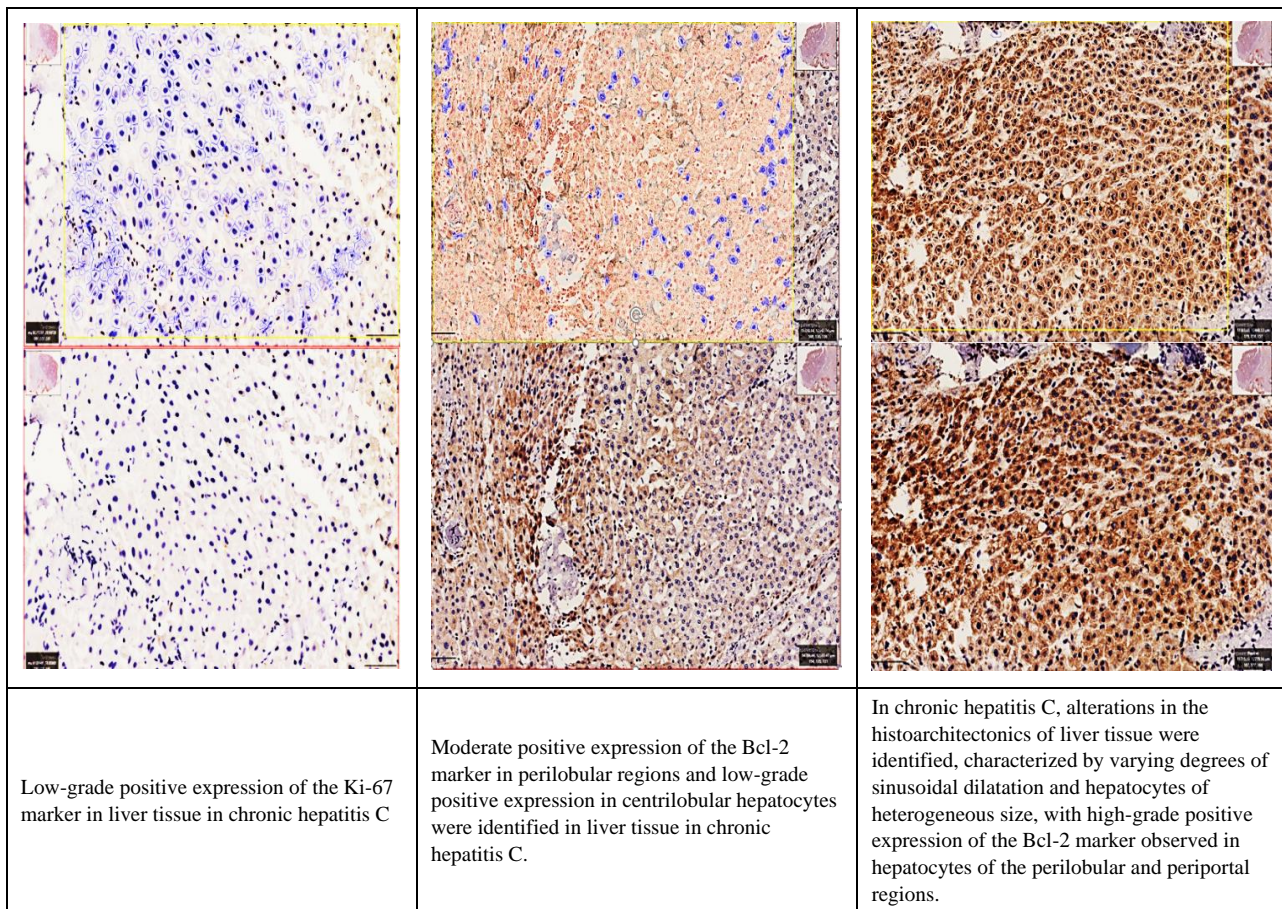 Low-grade positive expression of the Ki-67
marker in liver tissue in chronic hepatitis C
Moderate positive expression of the Bcl-2
marker in perilobular regions and low-grade
positive expression in centrilobular hepatocytes
were identified in liver tissue in chronic
hepatitis C.
In chronic hepatitis C, alterations in the
histoarchitectonics of liver tissue were
identified, characterized by varying degrees of
sinusoidal dilatation and hepatocytes of
heterogeneous size, with high-grade positive
expression of the Bcl-2 marker observed in
hepatocytes of the perilobular and periportal
regions.